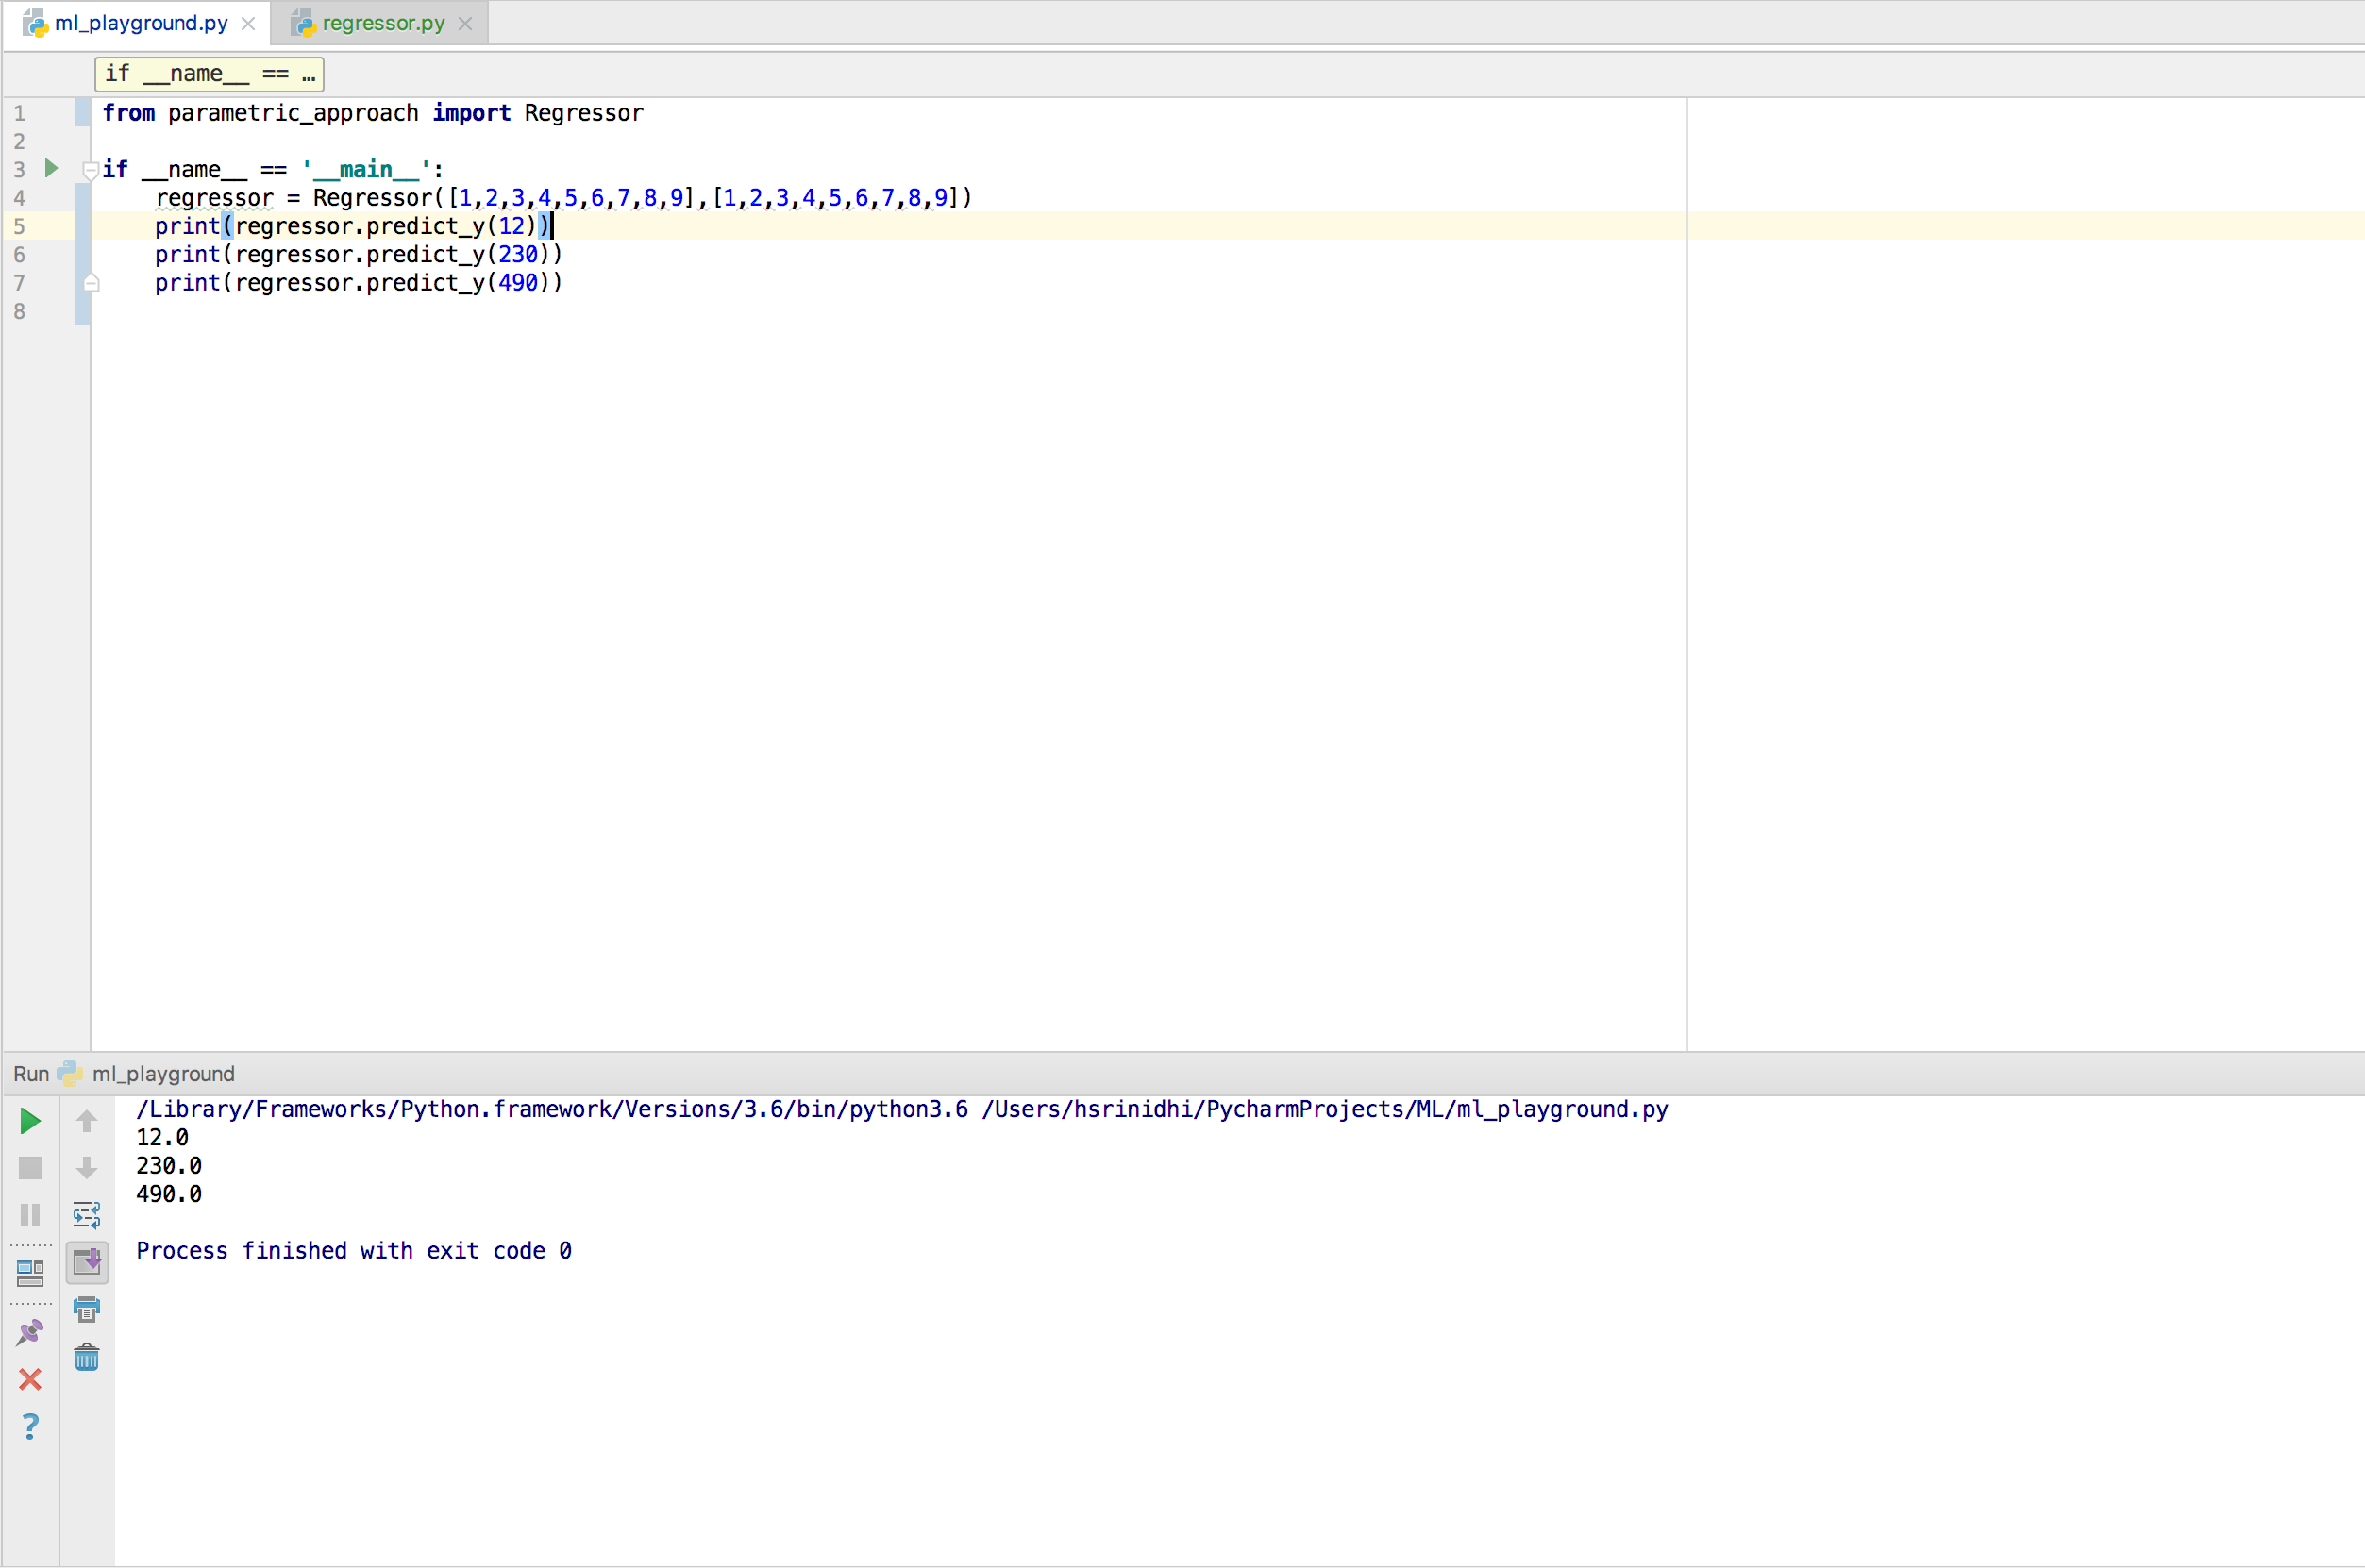 ml_playground.py
regressor.py
if __name__ == …
1 from parametric_approach import Regressor
2
3 if __name__ == '__main__':
4     regressor = Regressor([1,2,3,4,5,6,7,8,9],[1,2,3,4,5,6,7,8,9])
5     print(regressor.predict_y(12))
6     print(regressor.predict_y(230))
7     print(regressor.predict_y(490))
8
Run ml_playground
/Library/Frameworks/Python.framework/Versions/3.6/bin/python3.6 /Users/hsrinidhi/PycharmProjects/ML/ml_playground.py
12.0
230.0
490.0
Process finished with exit code 0